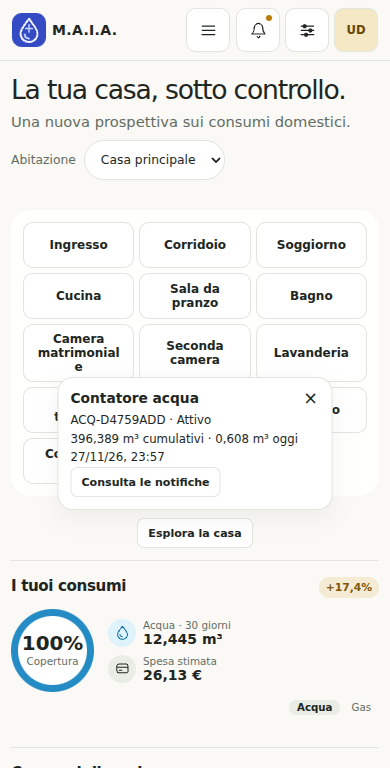 M.A.I.A.
UD
La tua casa, sotto controllo.
Una nuova prospettiva sui consumi domestici.
Abitazione Casa principale
Ingresso Corridoio Soggiorno
Cucina
Sala da
pranzo
Bagno
Camera
matrimonial
e
Seconda
camera
Lavanderia
Contatore acqua
ACQ-D4759ADD · Attivo
396,389 m³ cumulativi · 0,608 m³ oggi
27/11/26, 23:57
Consulta le notifiche
Esplora la casa
I tuoi consumi +17,4%
100%
Copertura
Acqua · 30 giorni
12,445 m³
Spesa stimata
26,13 €
Acqua Gas